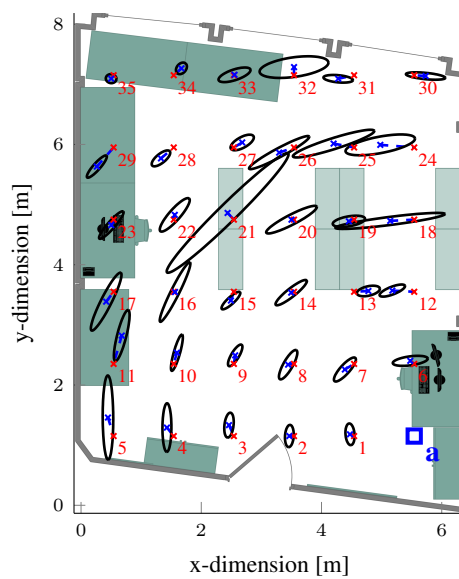 8
35 34 33 32 31 30
6
29 28 27 26 25 24
4
23 22 21 20 19 18
17 16 15 14 13 12
2
11 10 9 8 7 6
5 4 3 2 1
a
0
0 2 4 6
x-dimension [m]
y-dimension [m]